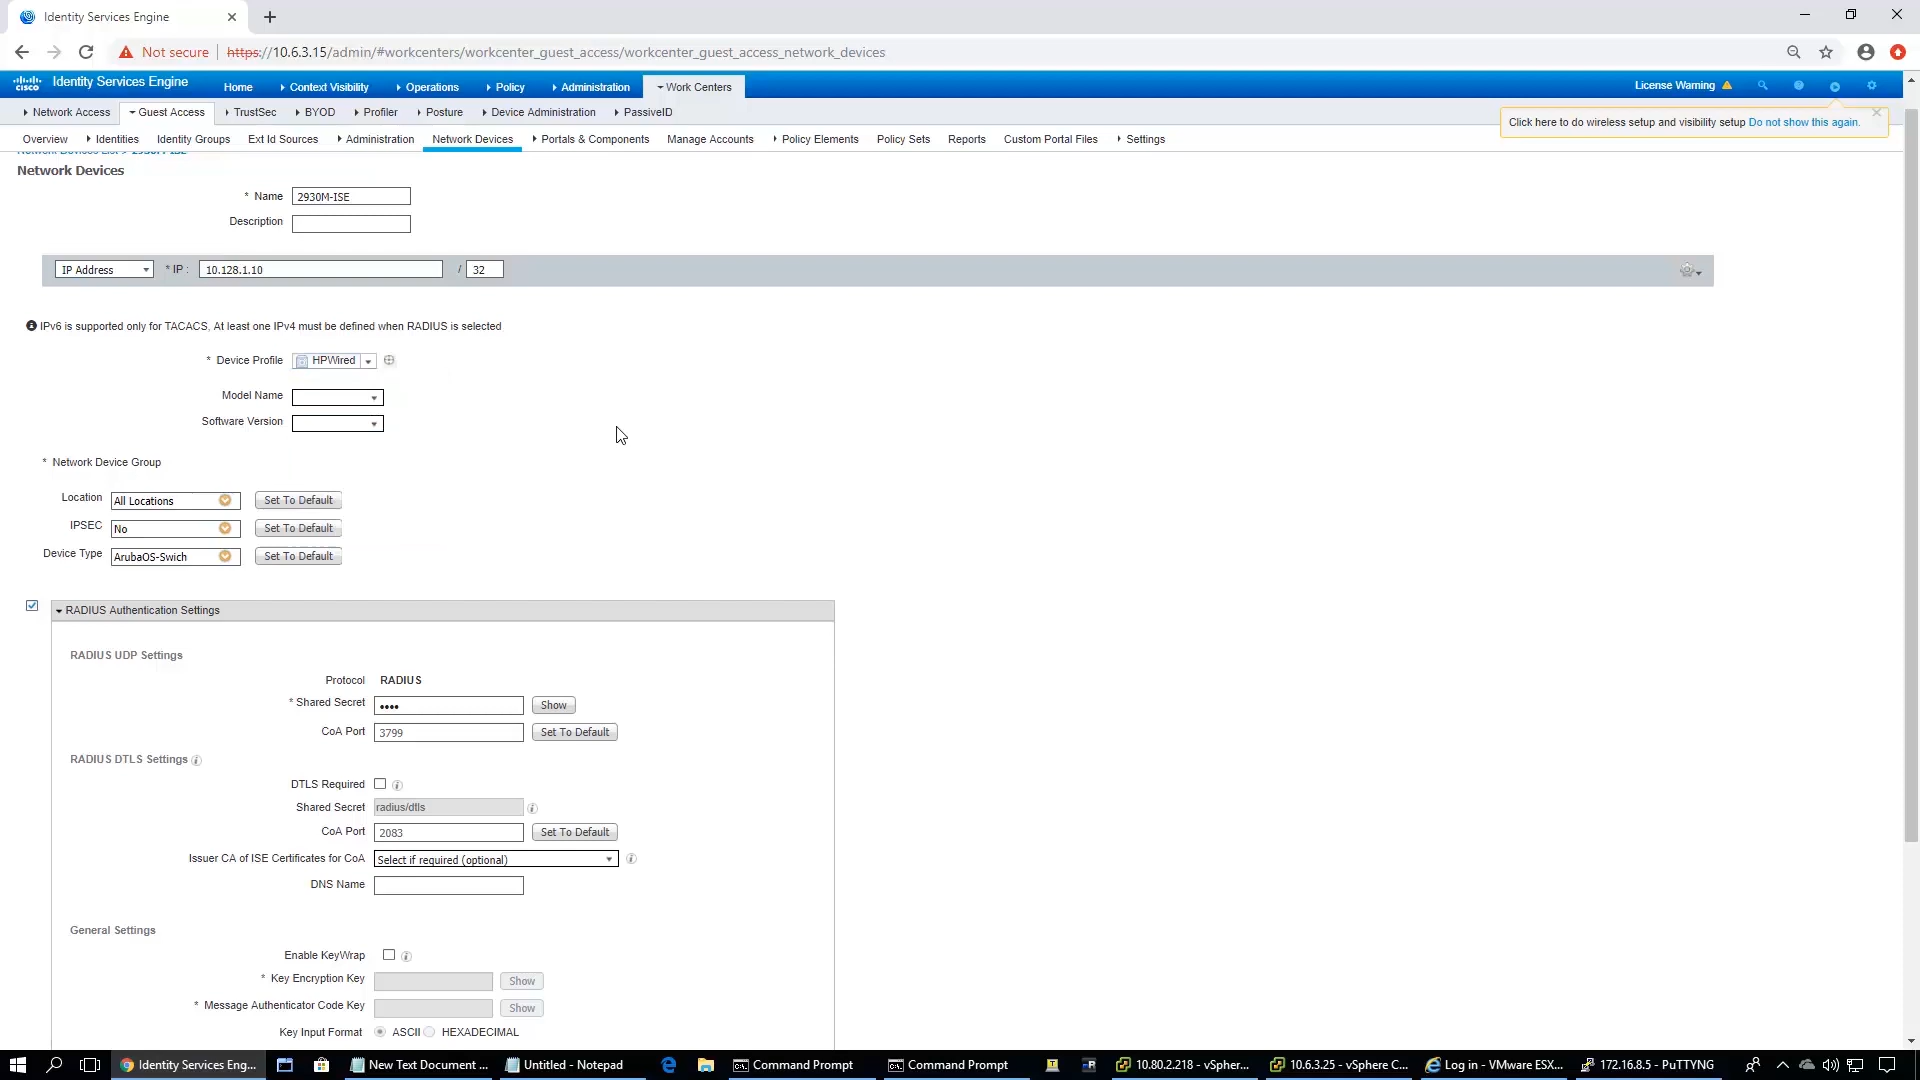 Identity Services Engine
Not secure | https://10.6.3.15/admin/#workcenters/workcenter_guest_access/workcenter_guest_access_network_devices
cisco Identity Services Engine Home Context Visibility Operations Policy Administration Work Centers License Warning
Network Access Guest Access TrustSec BYOD Profiler Posture Device Administration PassiveID
Click here to do wireless setup and visibility setup Do not show this again.
Overview Identities Identity Groups Ext Id Sources Administration Network Devices Portals & Components Manage Accounts Policy Elements Policy Sets Reports Custom Portal Files Settings
Network Devices List > 2930M-ISE
Network Devices
* Name 2930M-ISE
Description
IP Address * IP : 10.128.1.10 / 32
IPv6 is supported only for TACACS, At least one IPv4 must be defined when RADIUS is selected
* Device Profile HPWired
Model Name
Software Version
* Network Device Group
Location All Locations Set To Default
IPSEC No Set To Default
Device Type ArubaOS-Swich Set To Default
RADIUS Authentication Settings
RADIUS UDP Settings
Protocol RADIUS
* Shared Secret •••• Show
CoA Port 3799 Set To Default
RADIUS DTLS Settings
DTLS Required
Shared Secret radius/dtls
CoA Port 2083 Set To Default
Issuer CA of ISE Certificates for CoA Select if required (optional)
DNS Name
General Settings
Enable KeyWrap
* Key Encryption Key Show
* Message Authenticator Code Key Show
Key Input Format ASCII HEXADECIMAL
Identity Services Eng... New Text Document ... Untitled - Notepad Command Prompt Command Prompt 10.80.2.218 - vSpher... 10.6.3.25 - vSphere C... Log in - VMware ESX... 172.16.8.5 - PuTTYNG